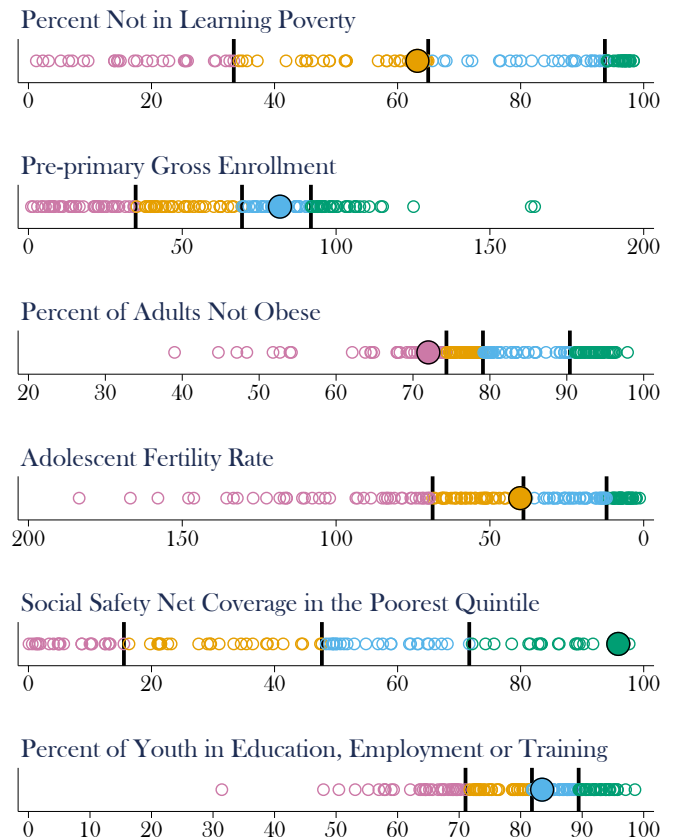 Percent Not in Learning Poverty
0 20 40 60 80 100
Pre-primary Gross Enrollment
0 50 100 150 200
Percent of Adults Not Obese
20 30 40 50 60 70 80 90 100
Adolescent Fertility Rate
200 150 100 50 0
Social Safety Net Coverage in the Poorest Quintile
0 20 40 60 80 100
Percent of Youth in Education, Employment or Training
0 10 20 30 40 50 60 70 80 90 100